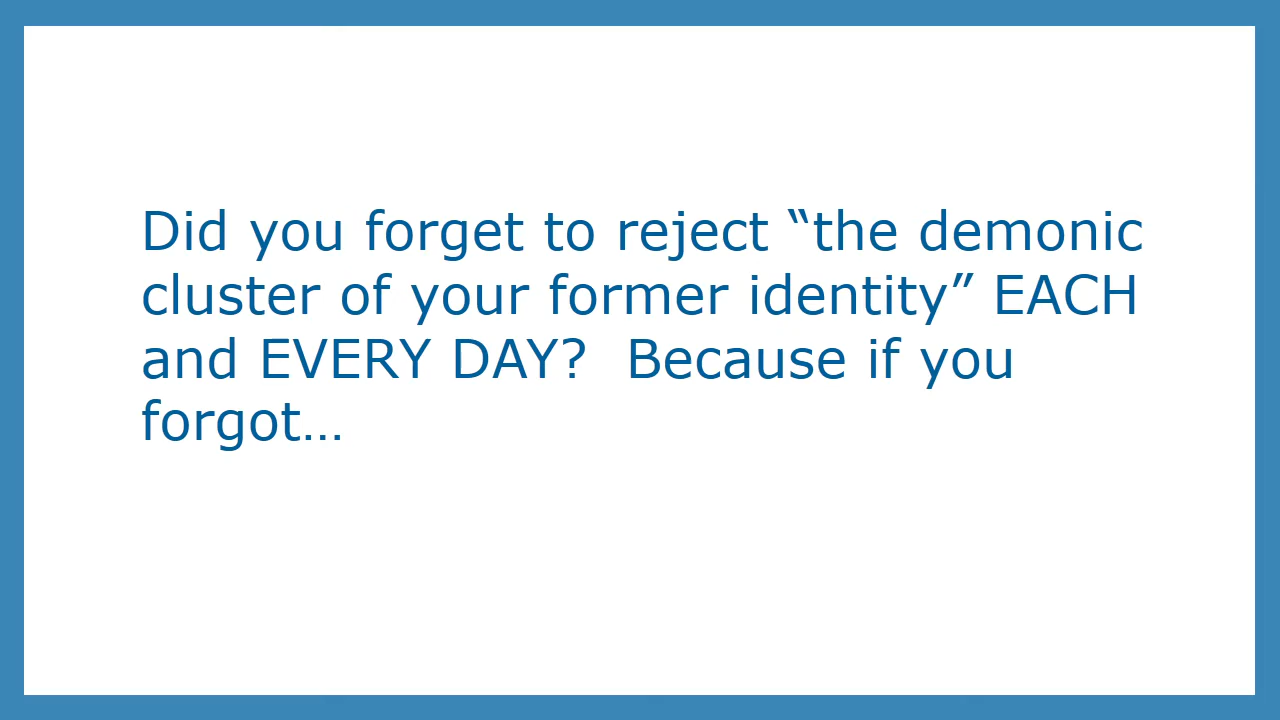 Did you forget to reject “the demonic
cluster of your former identity” EACH
and EVERY DAY?  Because if you
forgot…